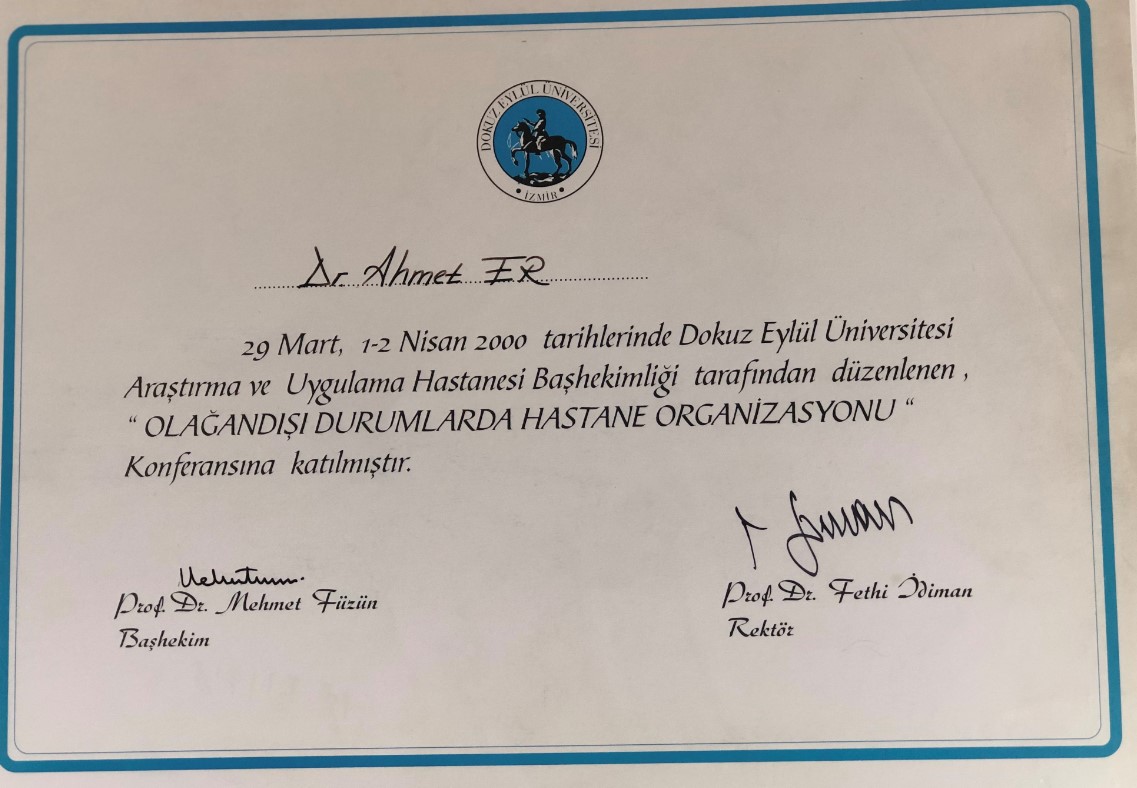 DOKUZ EYLÜL ÜNİVERSİTESİ
• İZMİR •
Dr. Ahmet ER
29 Mart, 1-2 Nisan 2000 tarihlerinde Dokuz Eylül Üniversitesi
Araştırma ve Uygulama Hastanesi Başhekimliği tarafından düzenlenen ,
“ OLAĞANDIŞI DURUMLARDA HASTANE ORGANİZASYONU “
Konferansına katılmıştır.
Prof. Dr. Mehmet Füzün
Başhekim
Prof. Dr. Fethi İdiman
Rektör